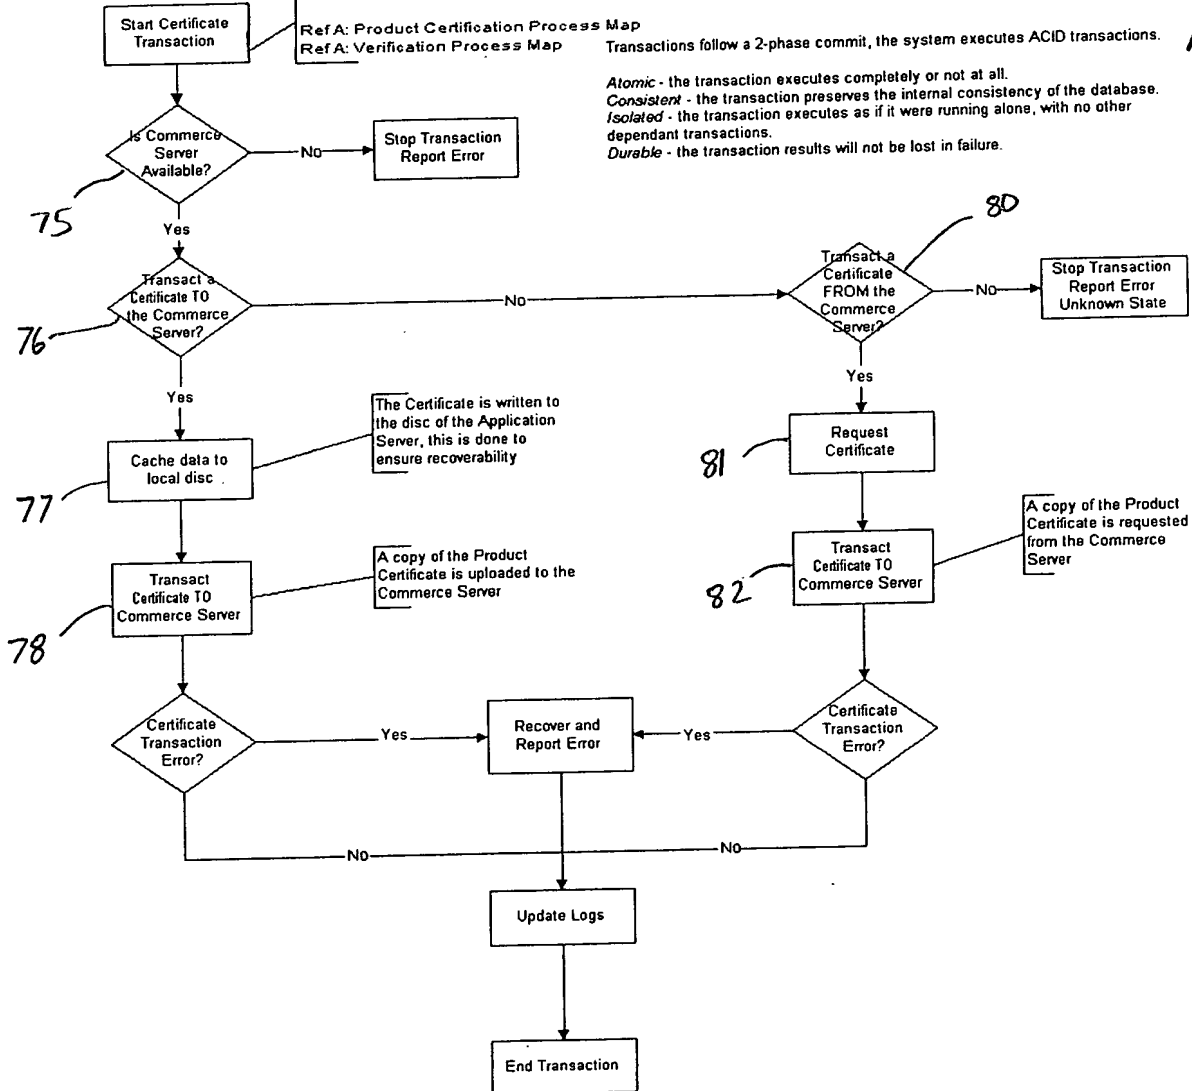 Start Certificate
Transaction
Ref A: Product Certification Process Map
Ref A: Verification Process Map
Transactions follow a 2-phase commit, the system executes ACID transactions.
Atomic - the transaction executes completely or not at all.
Consistent - the transaction preserves the internal consistency of the database.
Isolated - the transaction executes as if it were running alone, with no other
dependant transactions.
Durable - the transaction results will not be lost in failure.
Is Commerce
Server
Available?
No
Stop Transaction
Report Error
75
Yes
Transact a
Certificate TO
the Commerce
Server?
76
No
80
Transact a
Certificate
FROM the
Commerce
Server?
No
Stop Transaction
Report Error
Unknown State
Yes
Yes
Cache data to
local disc
77
The Certificate is written to
the disc of the Application
Server, this is done to
ensure recoverability
Request
Certificate
81
Transact
Certificate TO
Commerce Server
78
A copy of the Product
Certificate is uploaded to the
Commerce Server
Transact
Certificate TO
Commerce Server
82
A copy of the Product
Certificate is requested
from the Commerce
Server
Certificate
Transaction
Error?
Yes
Recover and
Report Error
Yes
Certificate
Transaction
Error?
No
No
Update Logs
End Transaction